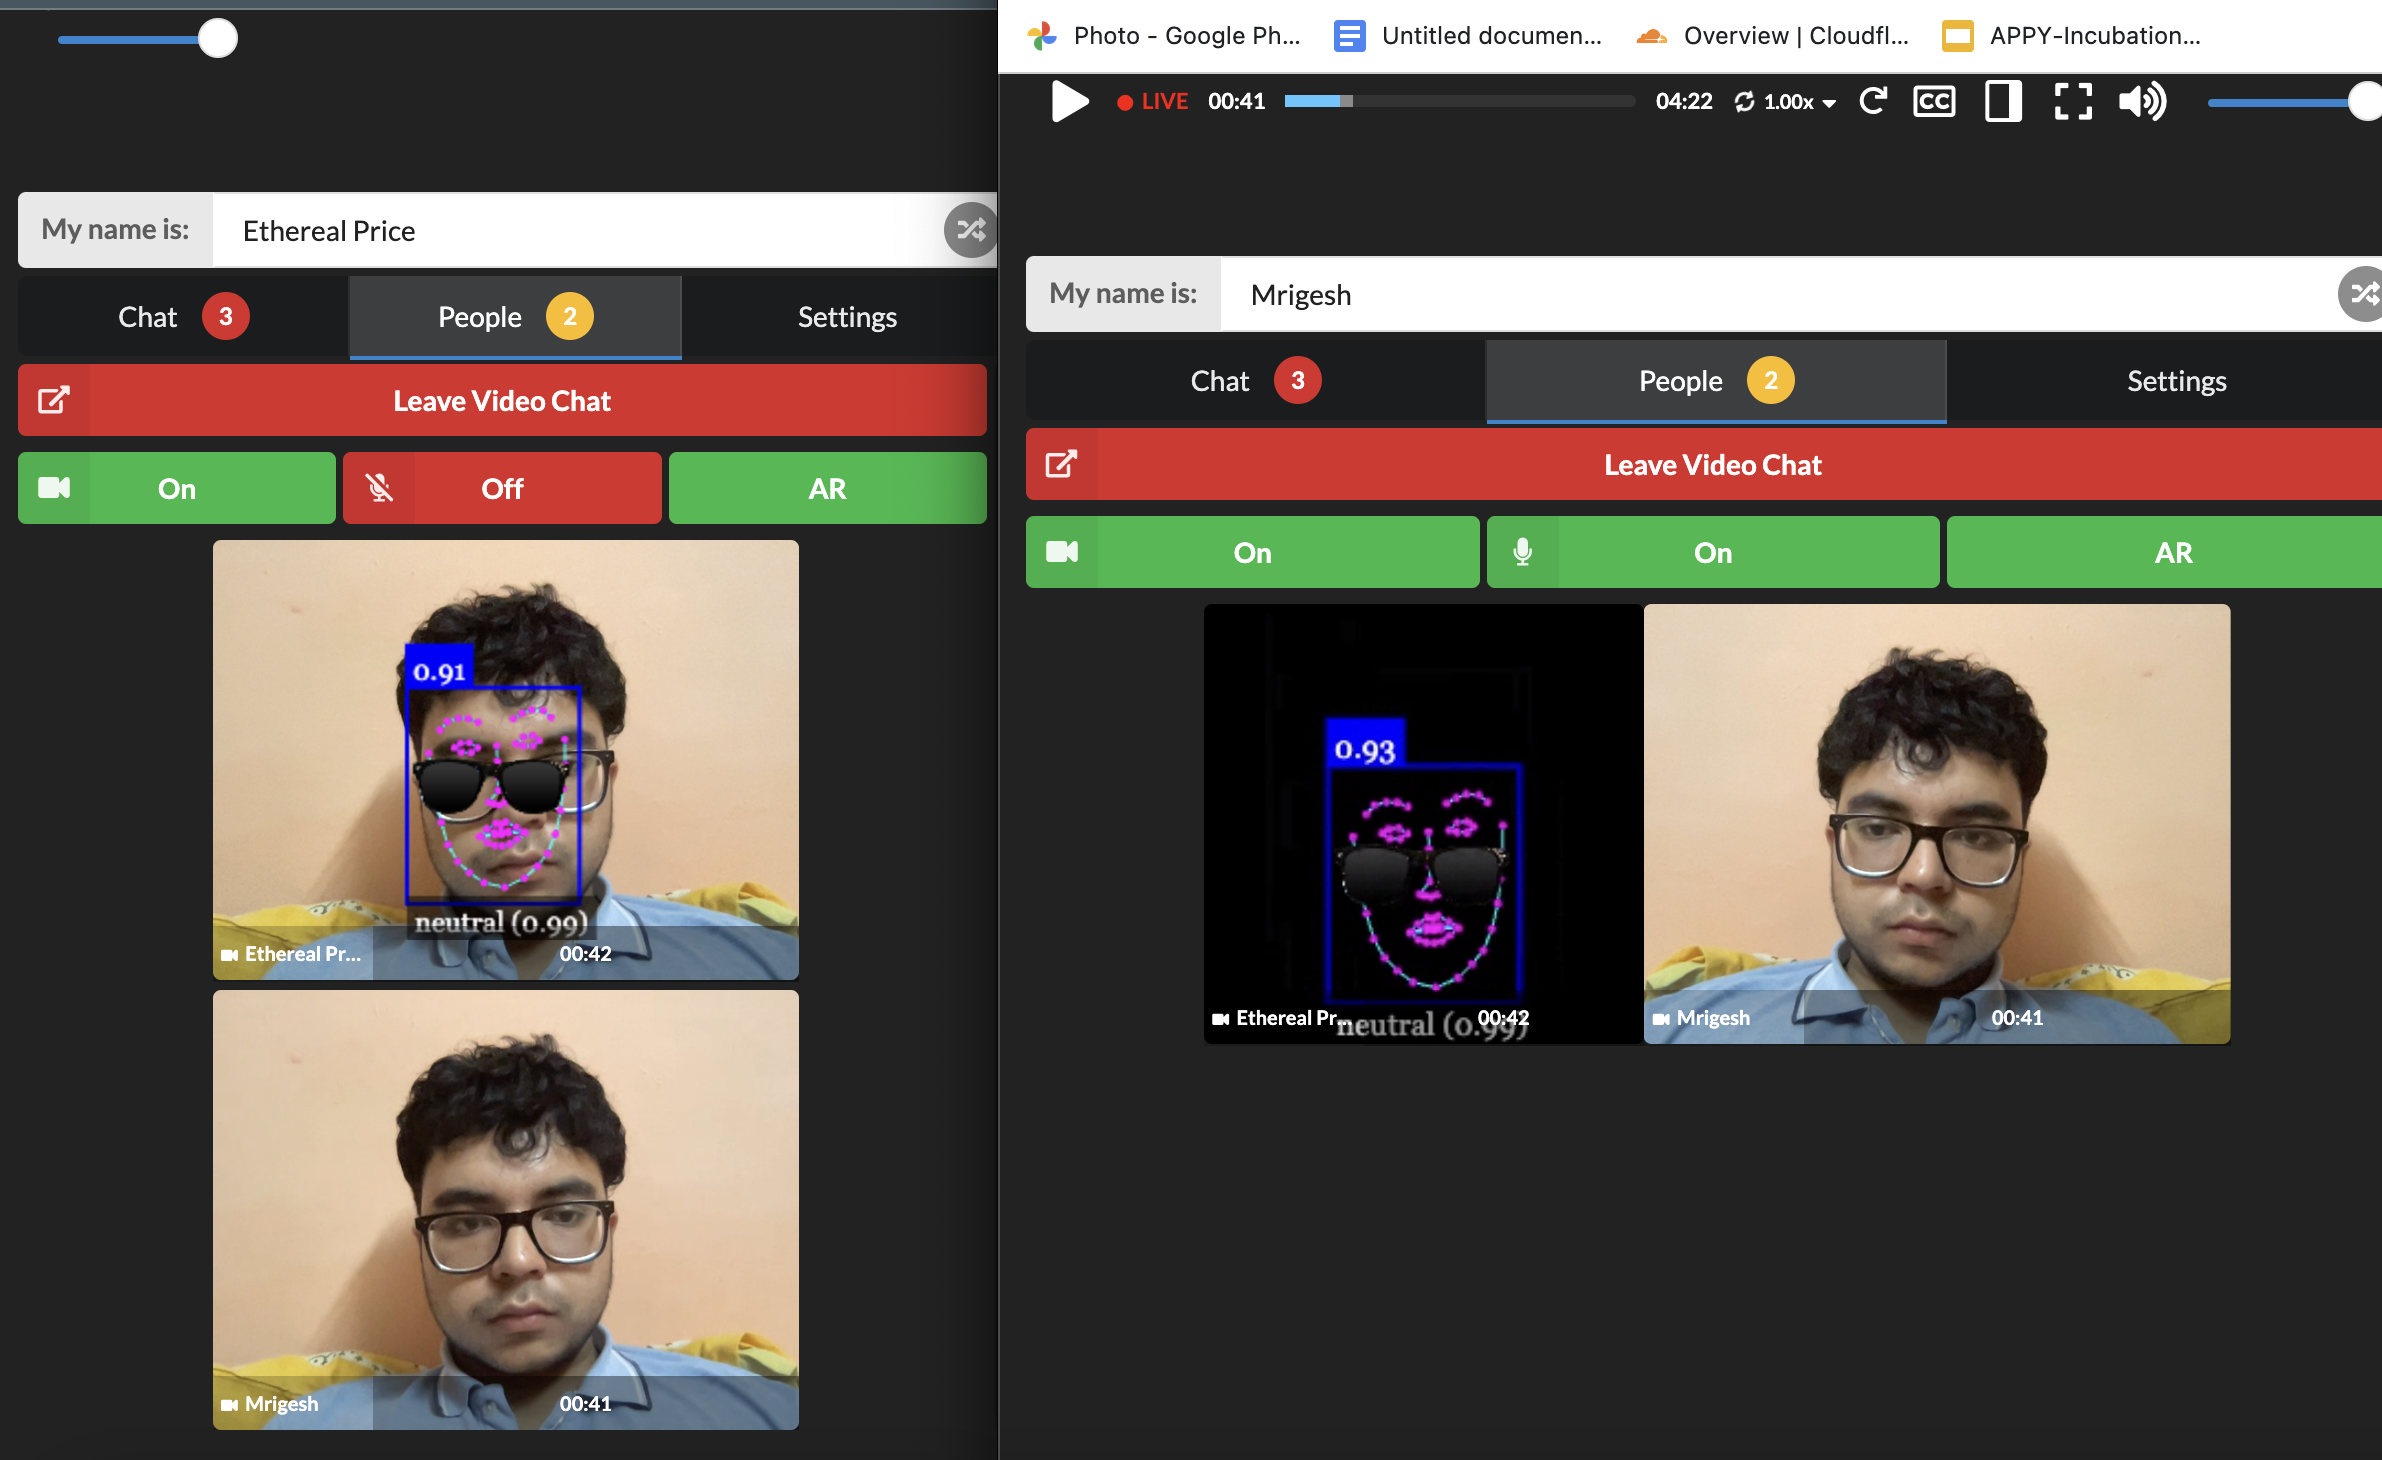 My name is:
Ethereal Price
Chat 3
People 2
Settings
Leave Video Chat
On
Off
AR
0.91
neutral (0.99)
Ethereal Pr...
00:42
Mrigesh
00:41
Photo - Google Ph...
Untitled documen...
Overview | Cloudfl...
APPY-Incubation...
LIVE
00:41
04:22
1.00x
CC
My name is:
Mrigesh
Chat 3
People 2
Settings
Leave Video Chat
On
On
AR
0.93
Ethereal Pr...
neutral (0.99)
00:42
Mrigesh
00:41